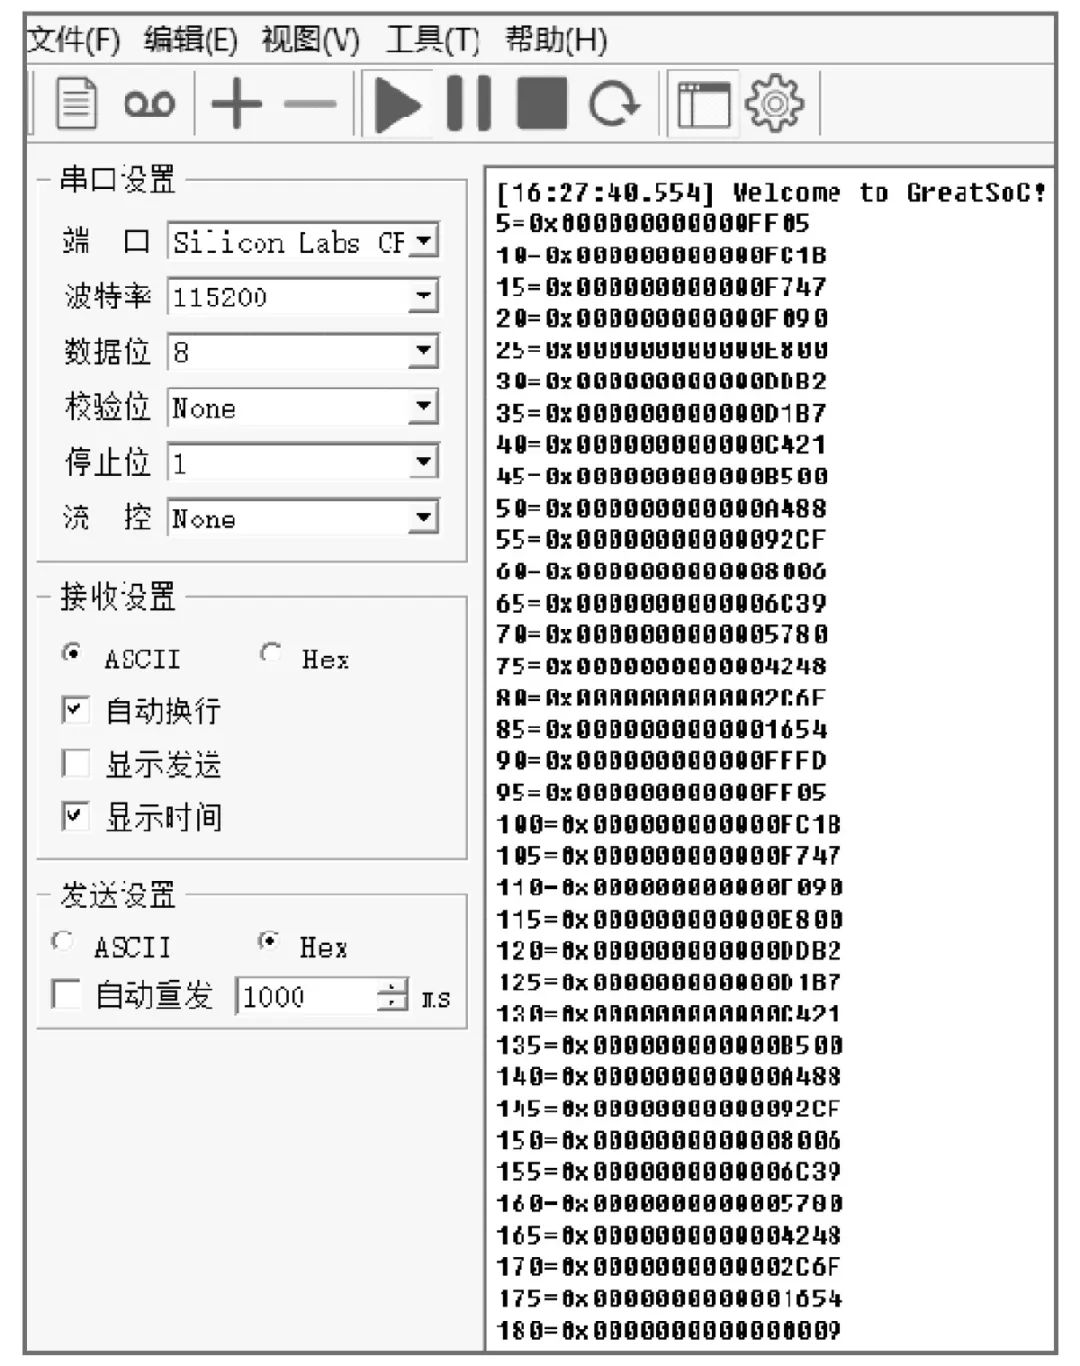 文件(F) 编辑(E) 视图(V) 工具(T) 帮助(H)
串口设置
端 口 Silicon Labs CP
波特率 115200
数据位 8
校验位 None
停止位 1
流 控 None
接收设置
ASCII Hex
自动换行
显示发送
显示时间
发送设置
ASCII Hex
自动重发 1000 ms
[16:27:40.554] Welcome to GreatSoC!
5=0x000000000000FF05
10=0x000000000000FC1B
15=0x000000000000F747
20=0x000000000000F090
25=0x000000000000E800
30=0x000000000000DDB2
35=0x000000000000D1B7
40=0x000000000000C421
45=0x000000000000B500
50=0x000000000000A488
55=0x00000000000092CF
60=0x0000000000008006
65=0x0000000000006C39
70=0x0000000000005780
75=0x0000000000004248
80=0x0000000000002C6F
85=0x0000000000001654
90=0x000000000000FFFD
95=0x000000000000FF05
100=0x000000000000FC1B
105=0x000000000000F747
110=0x000000000000F090
115=0x000000000000E800
120=0x000000000000DDB2
125=0x000000000000D1B7
130=0x000000000000C421
135=0x000000000000B500
140=0x000000000000A488
145=0x00000000000092CF
150=0x0000000000008006
155=0x0000000000006C39
160=0x0000000000005780
165=0x0000000000004248
170=0x0000000000002C6F
175=0x0000000000001654
180=0x0000000000000009